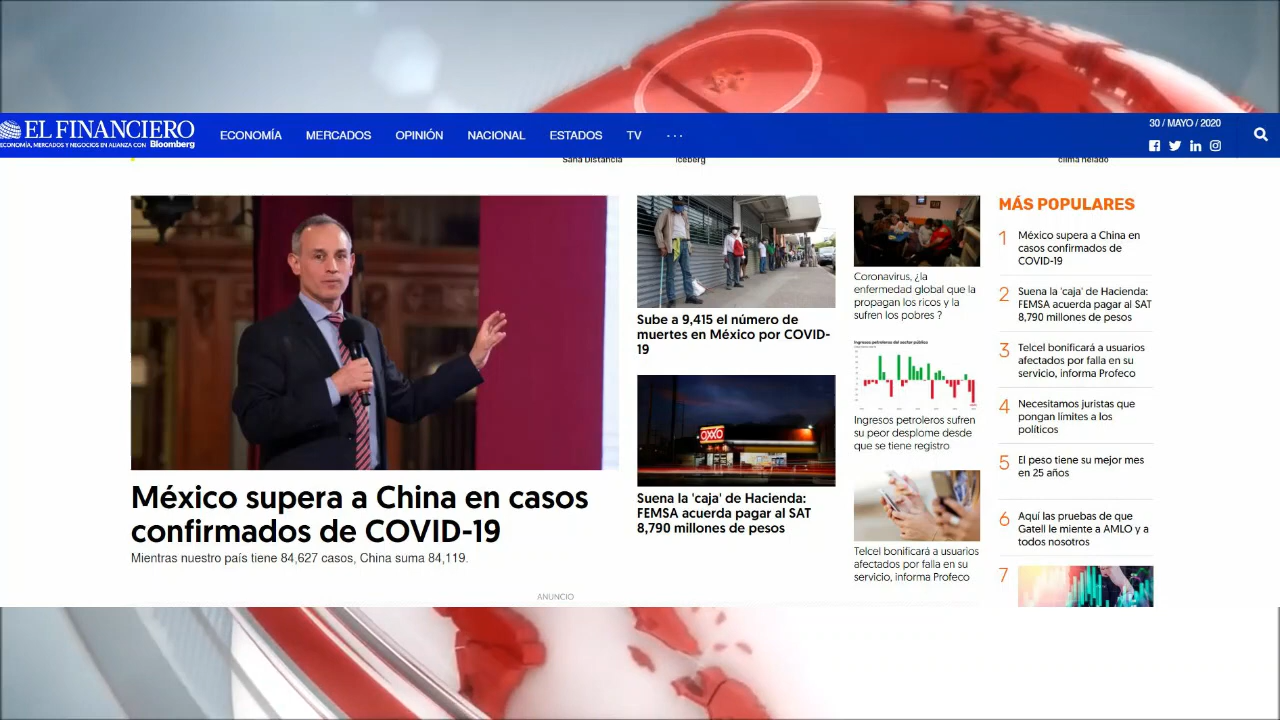 EL FINANCIERO
ECONOMÍA, MERCADOS Y NEGOCIOS EN ALIANZA CON Bloomberg
ECONOMÍA
MERCADOS
OPINIÓN
NACIONAL
ESTADOS
TV
...
30 / MAYO / 2020
Sana Distancia
Iceberg
clima helado
México supera a China en casos
confirmados de COVID-19
Mientras nuestro país tiene 84,627 casos, China suma 84,119.
Sube a 9,415 el número de
muertes en México por COVID-
19
OXXO
Suena la 'caja' de Hacienda:
FEMSA acuerda pagar al SAT
8,790 millones de pesos
Coronavirus, ¿la
enfermedad global que la
propagan los ricos y la
sufren los pobres ?
Ingresos petroleros del sector público
Ingresos petroleros sufren
su peor desplome desde
que se tiene registro
Telcel bonificará a usuarios
afectados por falla en su
servicio, informa Profeco
MÁS POPULARES
1 México supera a China en
casos confirmados de
COVID-19
2 Suena la 'caja' de Hacienda:
FEMSA acuerda pagar al SAT
8,790 millones de pesos
3 Telcel bonificará a usuarios
afectados por falla en su
servicio, informa Profeco
4 Necesitamos juristas que
pongan límites a los
políticos
5 El peso tiene su mejor mes
en 25 años
6 Aquí las pruebas de que
Gatell le miente a AMLO y a
todos nosotros
7
ANUNCIO